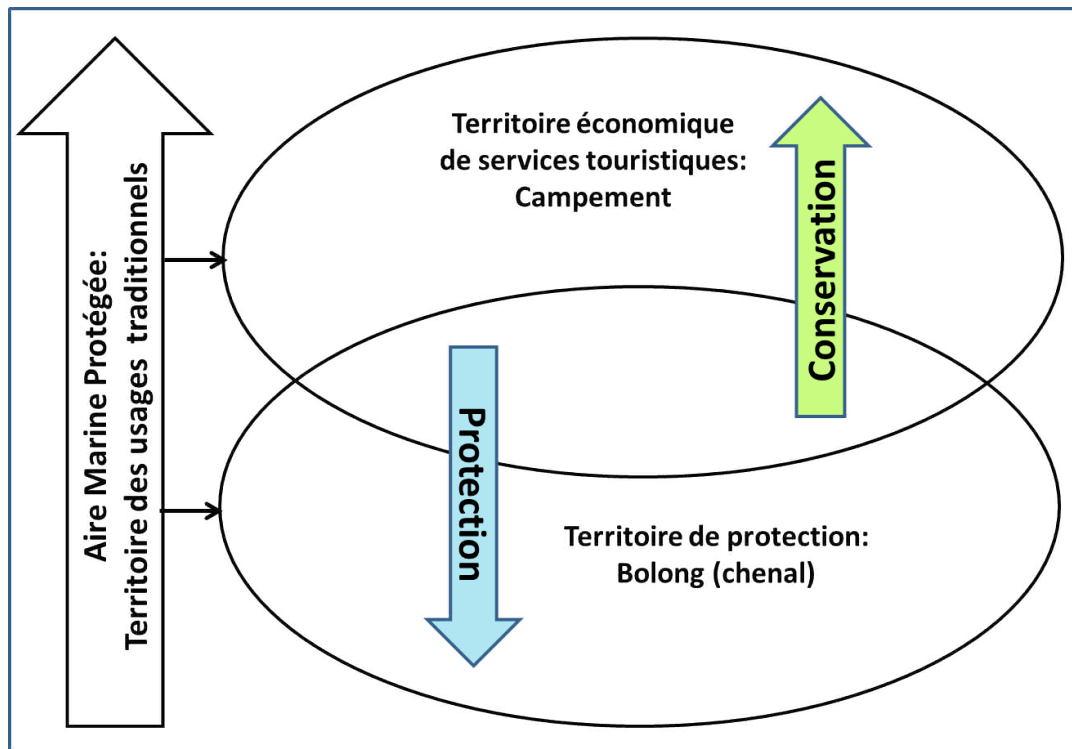 Aire Marine Protégée:
Territoire des usages traditionnels
Territoire économique
de services touristiques:
Campement
Conservation
Protection
Territoire de protection:
Bolong (chenal)